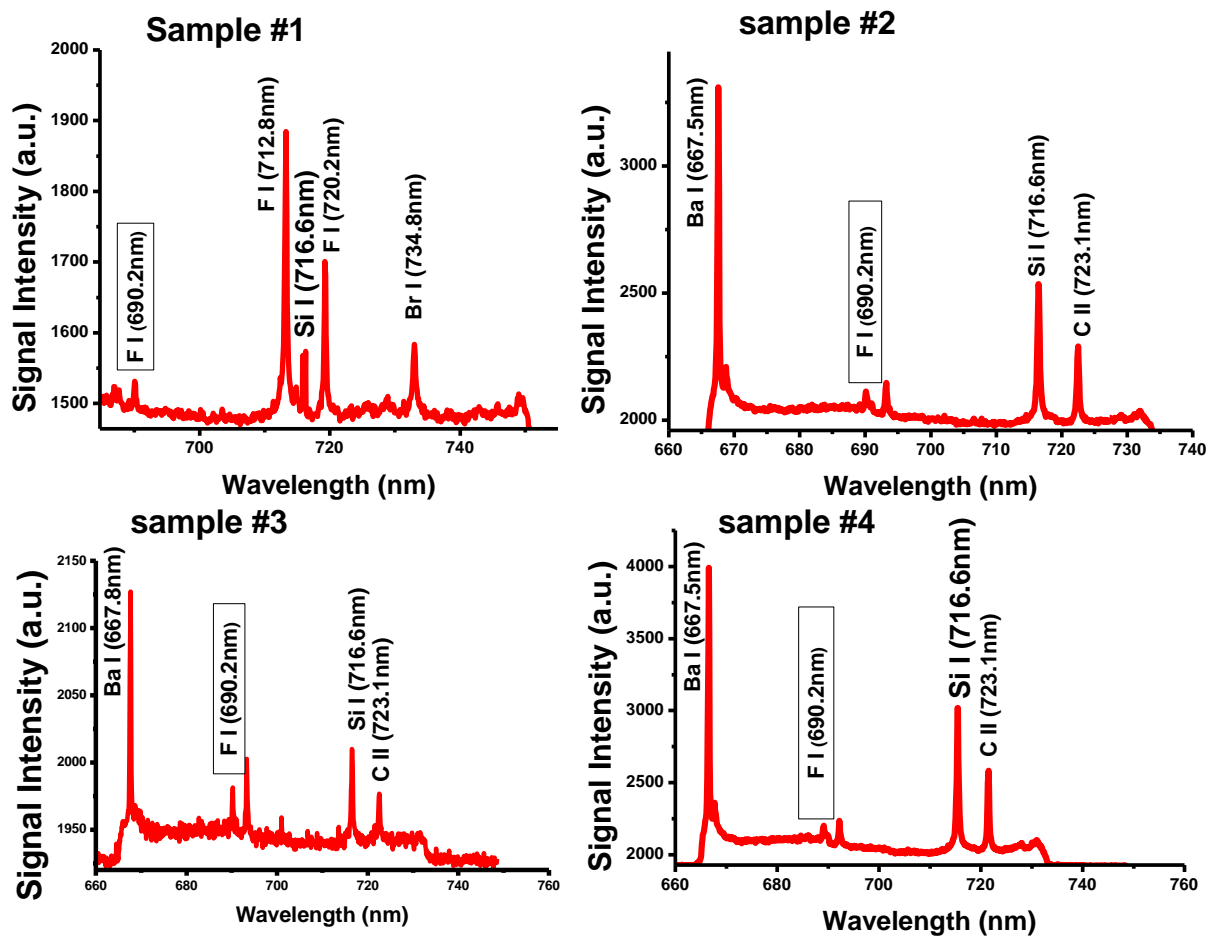 Sample #1
Signal Intensity (a.u.)
2000
1900
1800
1700
1600
1500
F I (690.2nm)
F I (712.8nm)
Si I (716.6nm)
F I (720.2nm)
Br I (734.8nm)
700
720
740
Wavelength (nm)
sample #2
Signal Intensity (a.u.)
3000
2500
2000
Ba I (667.5nm)
F I (690.2nm)
Si I (716.6nm)
C II (723.1nm)
660
670
680
690
700
710
720
730
740
Wavelength (nm)
sample #3
Signal Intensity (a.u.)
2150
2100
2050
2000
1950
Ba I (667.8nm)
F I (690.2nm)
Si I (716.6nm)
C II (723.1nm)
660
680
700
720
740
760
Wavelength (nm)
sample #4
Signal Intensity (a.u.)
4000
3500
3000
2500
2000
Ba I (667.5nm)
F I (690.2nm)
Si I (716.6nm)
C II (723.1nm)
660
680
700
720
740
760
Wavelength (nm)